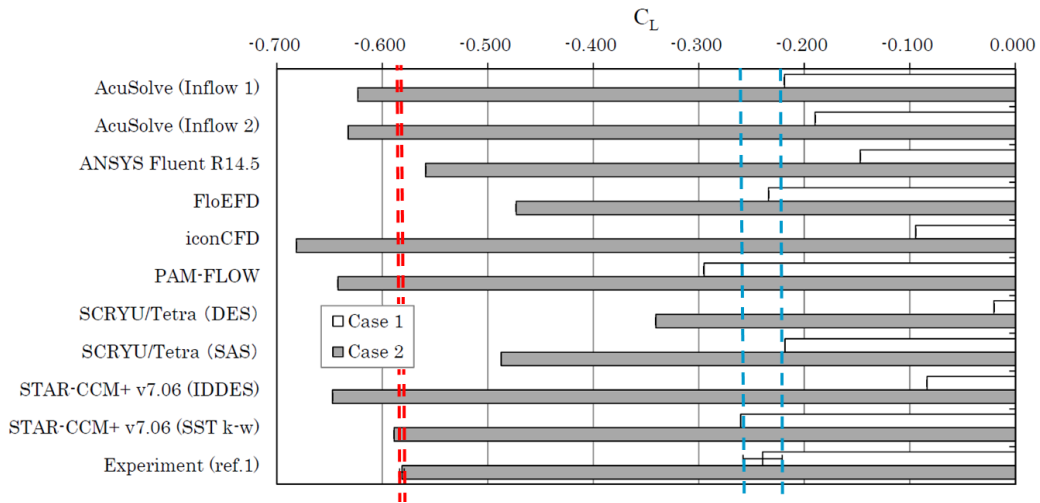 C_L
-0.700 -0.600 -0.500 -0.400 -0.300 -0.200 -0.100 0.000
AcuSolve (Inflow 1)
AcuSolve (Inflow 2)
ANSYS Fluent R14.5
FloEFD
iconCFD
PAM-FLOW
SCRYU/Tetra (DES)
Case 1
SCRYU/Tetra (SAS)
Case 2
STAR-CCM+ v7.06 (IDDES)
STAR-CCM+ v7.06 (SST k-w)
Experiment (ref.1)